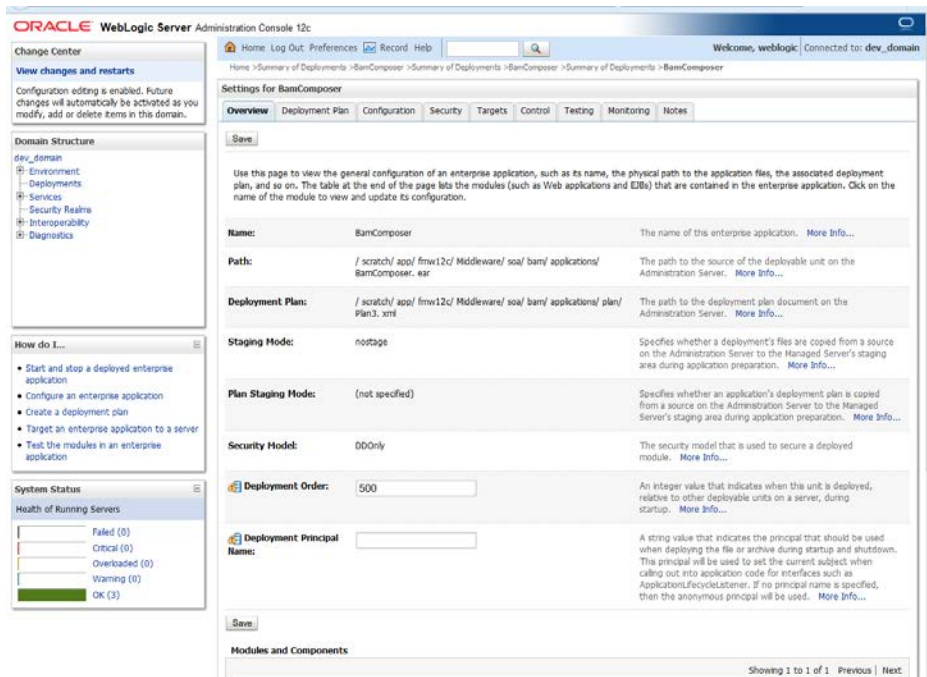 ORACLE WebLogic Server Administration Console 12c
Change Center
View changes and restarts
Configuration editing is enabled. Future
changes will automatically be activated as you
modify, add or delete items in this domain.
Domain Structure
dev_domain
Environment
Deployments
Services
Security Realms
Interoperability
Diagnostics
How do I...
Start and stop a deployed enterprise
application
Configure an enterprise application
Create a deployment plan
Target an enterprise application to a server
Test the modules in an enterprise
application
System Status
Health of Running Servers
Failed (0)
Critical (0)
Overloaded (0)
Warning (0)
OK (3)
Home Log Out Preferences Record Help
Welcome, weblogic Connected to: dev_domain
Home >Summary of Deployments >BamComposer >Summary of Deployments >BamComposer >Summary of Deployments >BamComposer
Settings for BamComposer
Overview Deployment Plan Configuration Security Targets Control Testing Monitoring Notes
Save
Use this page to view the general configuration of an enterprise application, such as its name, the physical path to the application files, the associated deployment
plan, and so on. The table at the end of the page lists the modules (such as Web applications and EJBs) that are contained in the enterprise application. Click on the
name of the module to view and update its configuration.
Name: BamComposer The name of this enterprise application. More Info...
Path: / scratch/ app/ fmw12c/ Middleware/ soa/ bam/ applications/ The path to the source of the deployable unit on the
BamComposer. ear Administration Server. More Info...
Deployment Plan: / scratch/ app/ fmw12c/ Middleware/ soa/ bam/ applications/ plan/ The path to the deployment plan document on the
Plan3. xml Administration Server. More Info...
Staging Mode: nostage Specifies whether a deployment's files are copied from a source
on the Administration Server to the Managed Server's staging
area during application preparation. More Info...
Plan Staging Mode: (not specified) Specifies whether an application's deployment plan is copied
from a source on the Administration Server to the Managed
Server's staging area during application preparation. More Info...
Security Model: DDOnly The security model that is used to secure a deployed
module. More Info...
Deployment Order: 500 An integer value that indicates when this unit is deployed,
relative to other deployable units on a server, during
startup. More Info...
Deployment Principal A string value that indicates the principal that should be used
Name: when deploying the file or archive during startup and shutdown.
This principal will be used to set the current subject when
calling out into application code for interfaces such as
ApplicationLifecycleListener. If no principal name is specified,
then the anonymous principal will be used. More Info...
Save
Modules and Components
Showing 1 to 1 of 1 Previous | Next